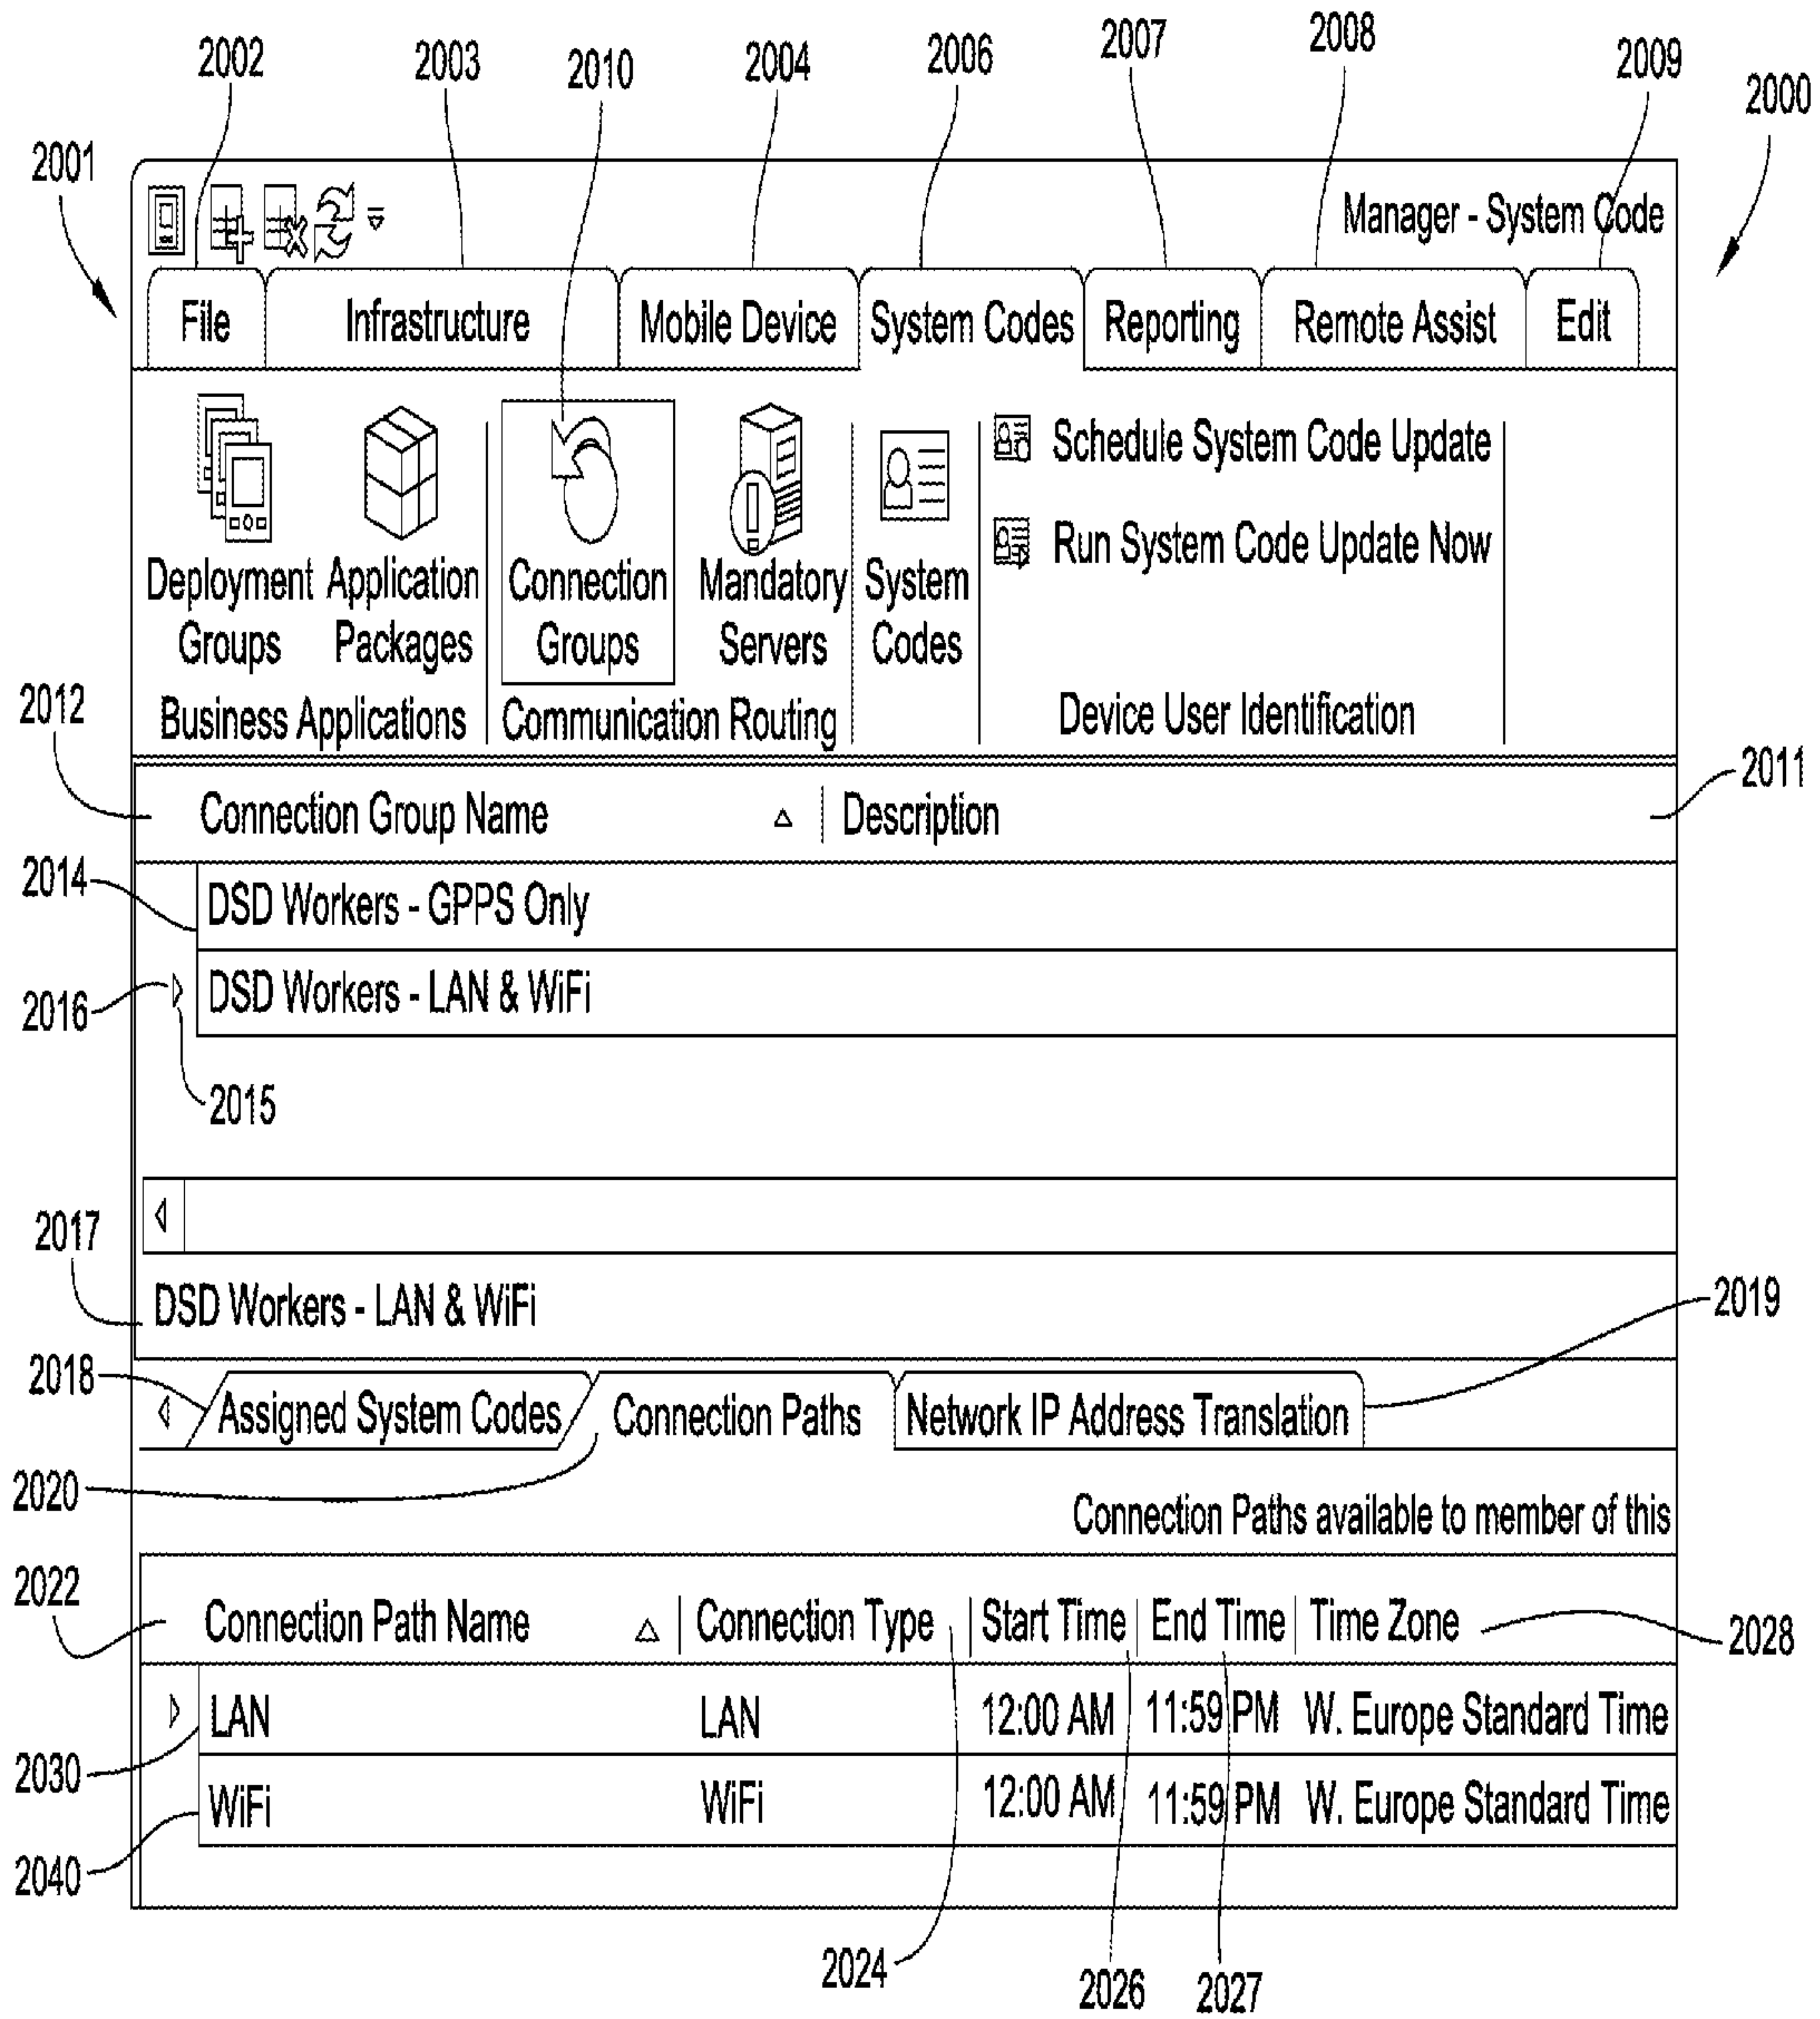 2002 2003 2010 2004 2006 2007 2008 2009 2000
2001
Manager - System Code
File Infrastructure Mobile Device System Codes Reporting Remote Assist Edit
Schedule System Code Update
Run System Code Update Now
Deployment Groups Application Packages Connection Groups Mandatory Servers System Codes
Business Applications Communication Routing Device User Identification
2012
2011
Connection Group Name Description
2014
DSD Workers - GPPS Only
2016
DSD Workers - LAN & WiFi
2015
2017
DSD Workers - LAN & WiFi
2019
2018
Assigned System Codes Connection Paths Network IP Address Translation
2020
Connection Paths available to member of this
2022
Connection Path Name Connection Type Start Time End Time Time Zone
2028
LAN LAN 12:00 AM 11:59 PM W. Europe Standard Time
2030
WiFi WiFi 12:00 AM 11:59 PM W. Europe Standard Time
2040
2024 2026 2027